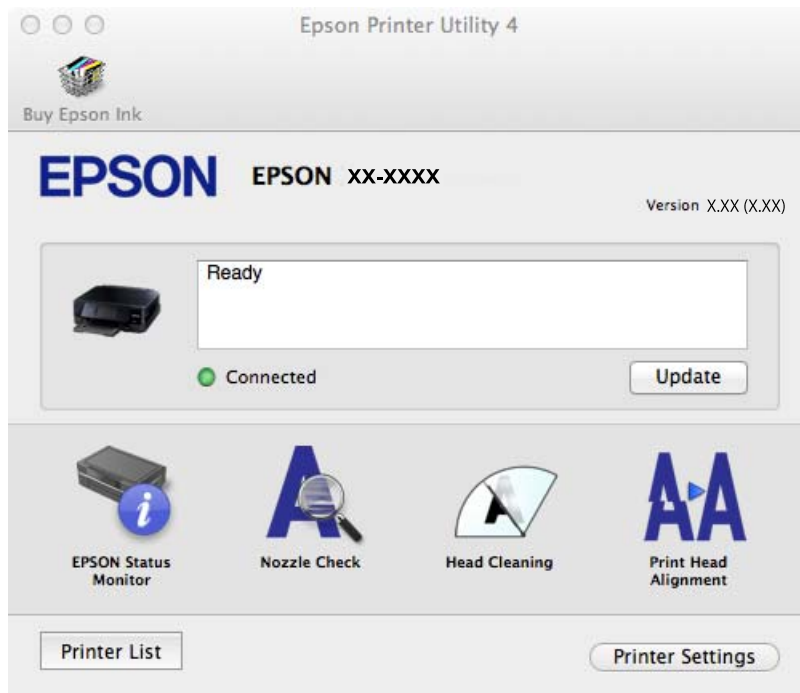 Epson Printer Utility 4
Buy Epson Ink
EPSON EPSON XX-XXXX
Version X.XX (X.XX)
Ready
Connected
Update
EPSON Status
Monitor
Nozzle Check
Head Cleaning
Print Head
Alignment
Printer List
Printer Settings